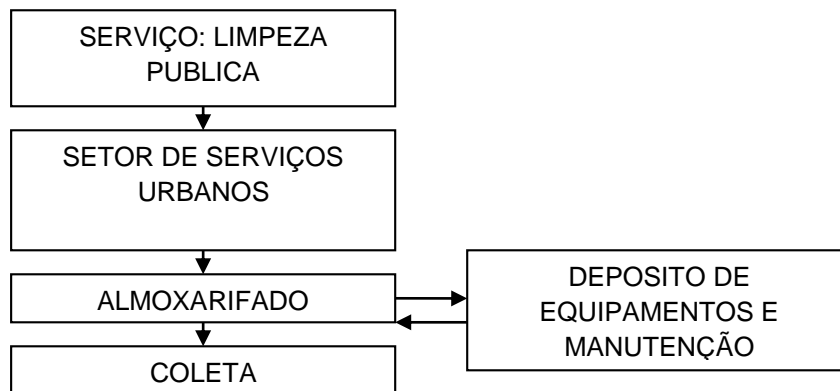 SERVIÇO: LIMPEZA
PUBLICA
SETOR DE SERVIÇOS
URBANOS
ALMOXARIFADO
DEPOSITO DE
EQUIPAMENTOS E
MANUTENÇÃO
COLETA